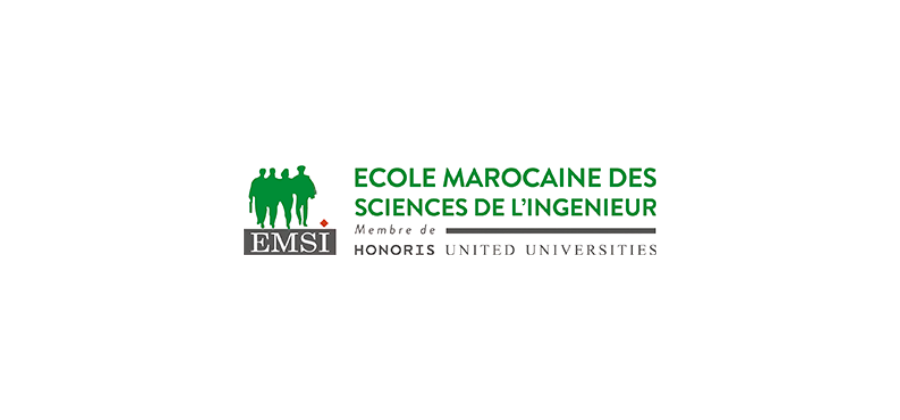 ECOLE MAROCAINE DES
SCIENCES DE L'INGENIEUR
Membre de
HONORIS UNITED UNIVERSITIES
EMSI